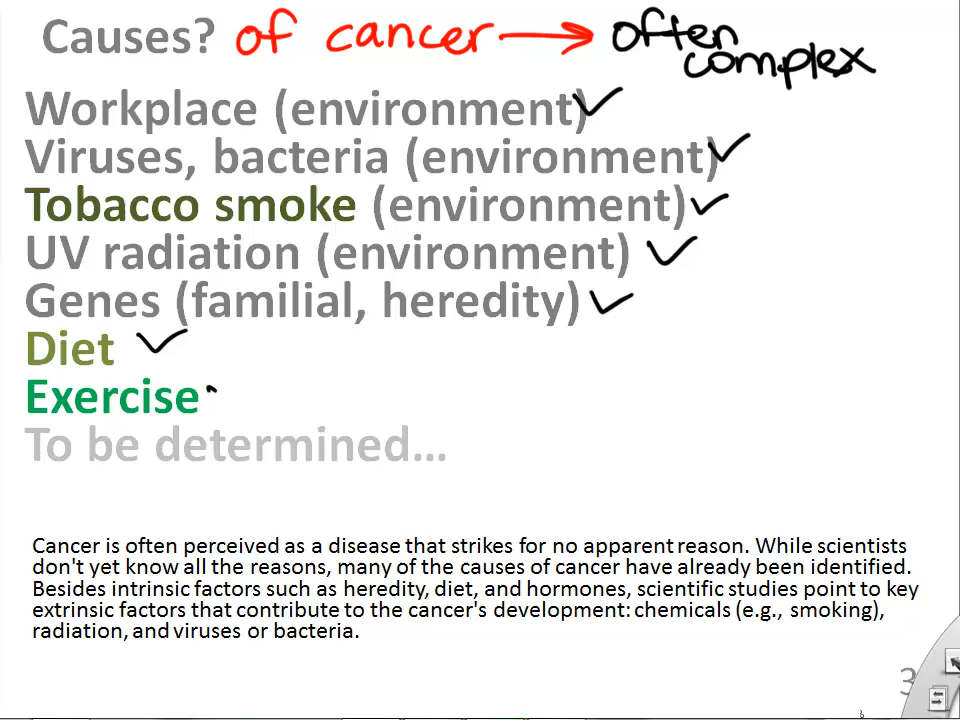 Causes? of cancer → often
complex
Workplace (environment)
Viruses, bacteria (environment)
Tobacco smoke (environment)
UV radiation (environment)
Genes (familial, heredity)
Diet
Exercise
To be determined...
Cancer is often perceived as a disease that strikes for no apparent reason. While scientists
don't yet know all the reasons, many of the causes of cancer have already been identified.
Besides intrinsic factors such as heredity, diet, and hormones, scientific studies point to key
extrinsic factors that contribute to the cancer's development: chemicals (e.g., smoking),
radiation, and viruses or bacteria.
3